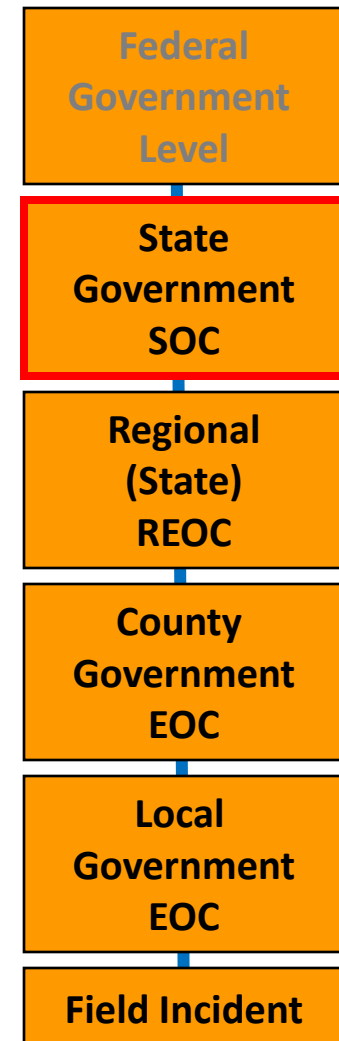 Federal
Government
Level
State
Government
SOC
Regional
(State)
REOC
County
Government
EOC
Local
Government
EOC
Field Incident